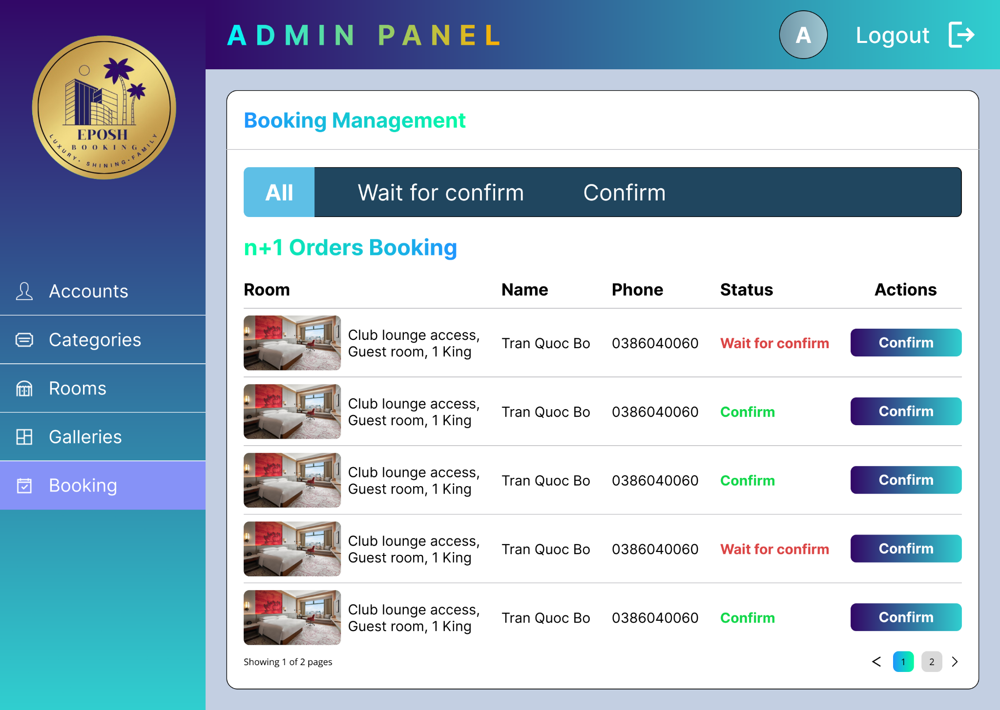 EPOSH
BOOKING
LUXURY · SHINING · FAMILY
Accounts
Categories
Rooms
Galleries
Booking
ADMIN PANEL
A
Logout
Booking Management
All Wait for confirm Confirm
n+1 Orders Booking
Room Name Phone Status Actions
Club lounge access,
Guest room, 1 King
Tran Quoc Bo 0386040060 Wait for confirm Confirm
Club lounge access,
Guest room, 1 King
Tran Quoc Bo 0386040060 Confirm Confirm
Club lounge access,
Guest room, 1 King
Tran Quoc Bo 0386040060 Confirm Confirm
Club lounge access,
Guest room, 1 King
Tran Quoc Bo 0386040060 Wait for confirm Confirm
Club lounge access,
Guest room, 1 King
Tran Quoc Bo 0386040060 Confirm Confirm
Showing 1 of 2 pages
< 1 2 >